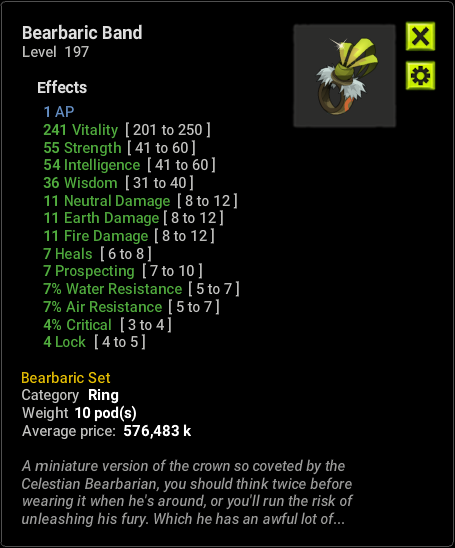 Bearbaric Band
Level 197
Effects
1 AP
241 Vitality [ 201 to 250 ]
55 Strength [ 41 to 60 ]
54 Intelligence [ 41 to 60 ]
36 Wisdom [ 31 to 40 ]
11 Neutral Damage [ 8 to 12 ]
11 Earth Damage [ 8 to 12 ]
11 Fire Damage [ 8 to 12 ]
7 Heals [ 6 to 8 ]
7 Prospecting [ 7 to 10 ]
7% Water Resistance [ 5 to 7 ]
7% Air Resistance [ 5 to 7 ]
4% Critical [ 3 to 4 ]
4 Lock [ 4 to 5 ]
Bearbaric Set
Category Ring
Weight 10 pod(s)
Average price: 576,483 k
A miniature version of the crown so coveted by the
Celestian Bearbarian, you should think twice before
wearing it when he's around, or you'll run the risk of
unleashing his fury. Which he has an awful lot of...